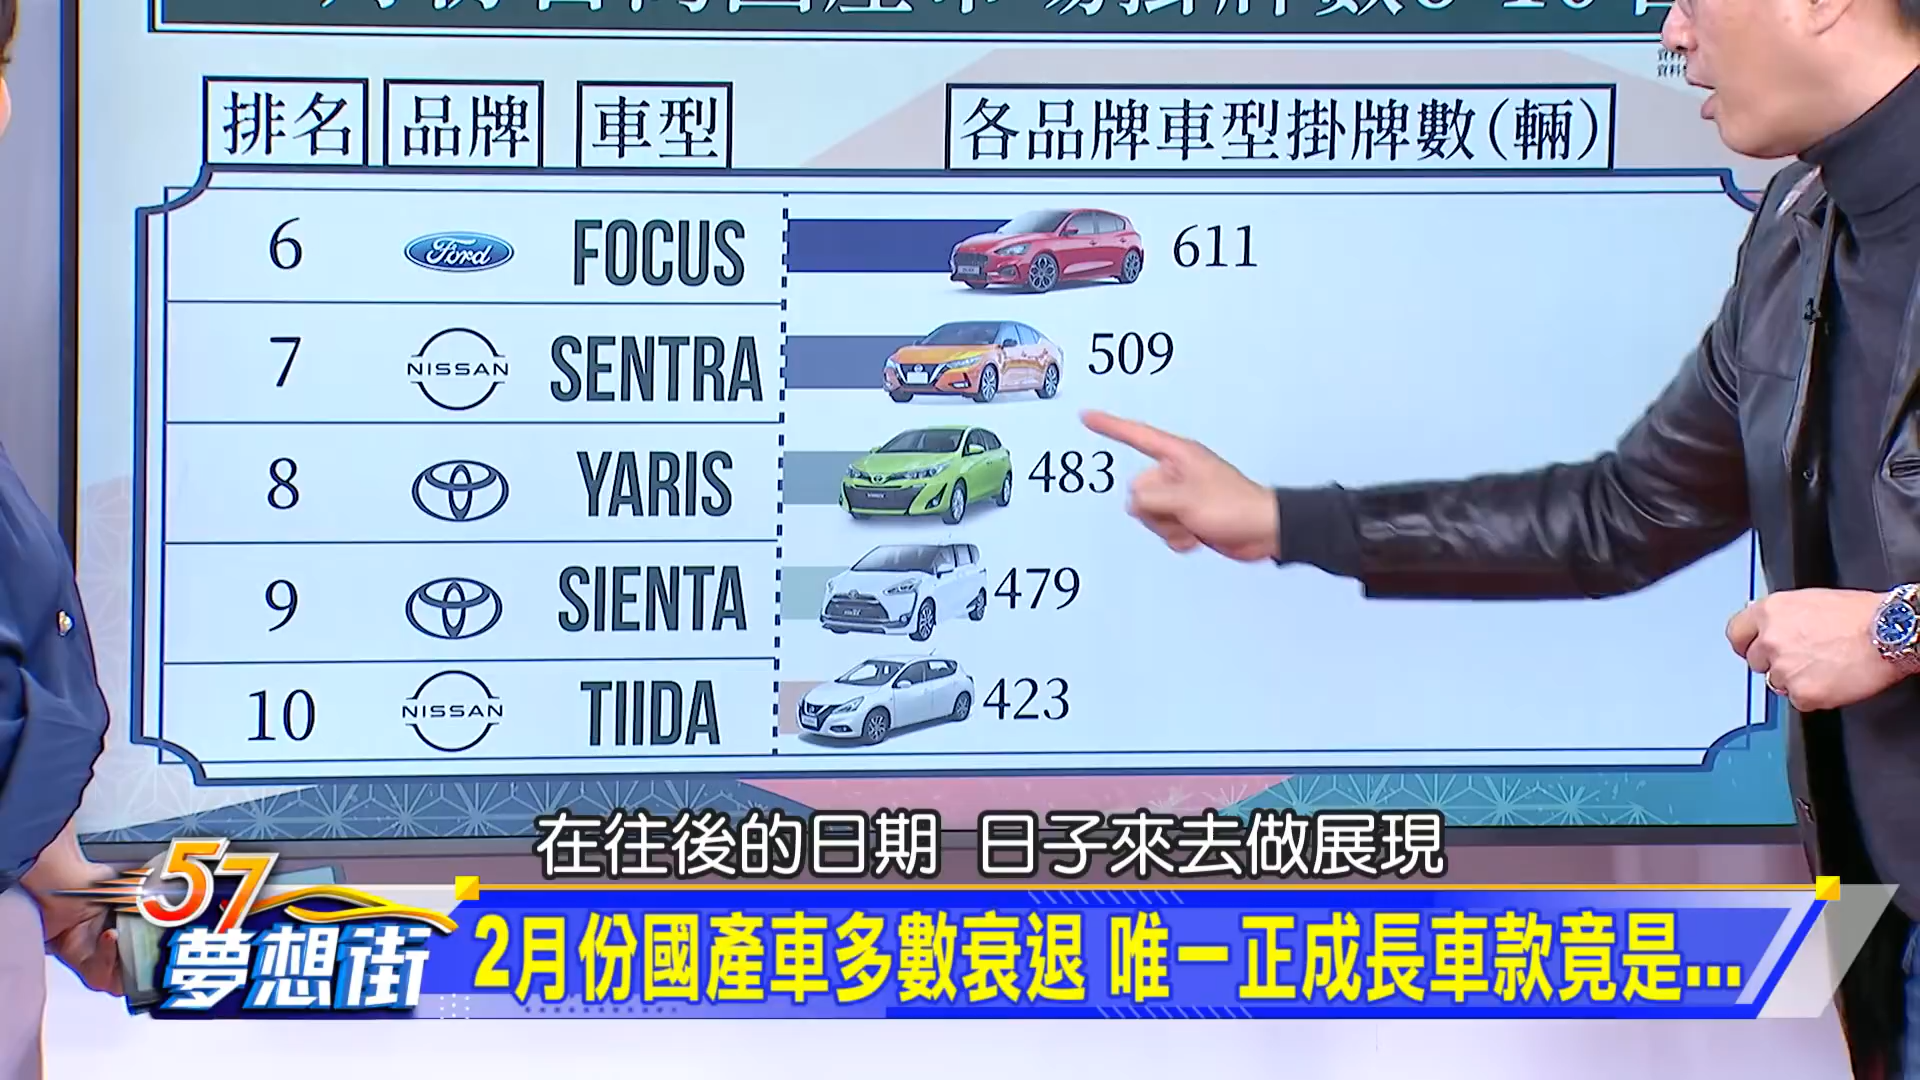 排名 品牌 車型 各品牌車型掛牌數(輛)
6 Ford FOCUS 611
7 NISSAN SENTRA 509
8 YARIS 483
9 SIENTA 479
10 NISSAN TIIDA 423
在往後的日期 日子來去做展現
57夢想街
2月份國產車多數衰退 唯一正成長車款竟是...